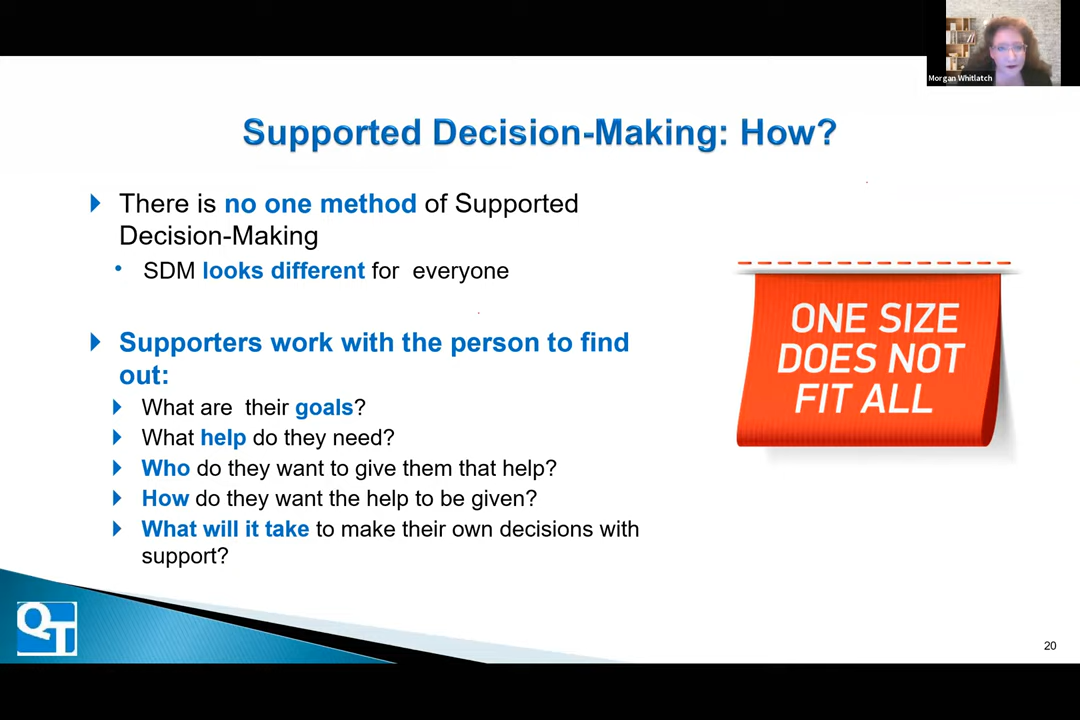 Morgan Whitlatch
Supported Decision-Making: How?
There is no one method of Supported
Decision-Making
SDM looks different for everyone
Supporters work with the person to find
out:
What are their goals?
What help do they need?
Who do they want to give them that help?
How do they want the help to be given?
What will it take to make their own decisions with
support?
ONE SIZE
DOES NOT
FIT ALL
QT
20